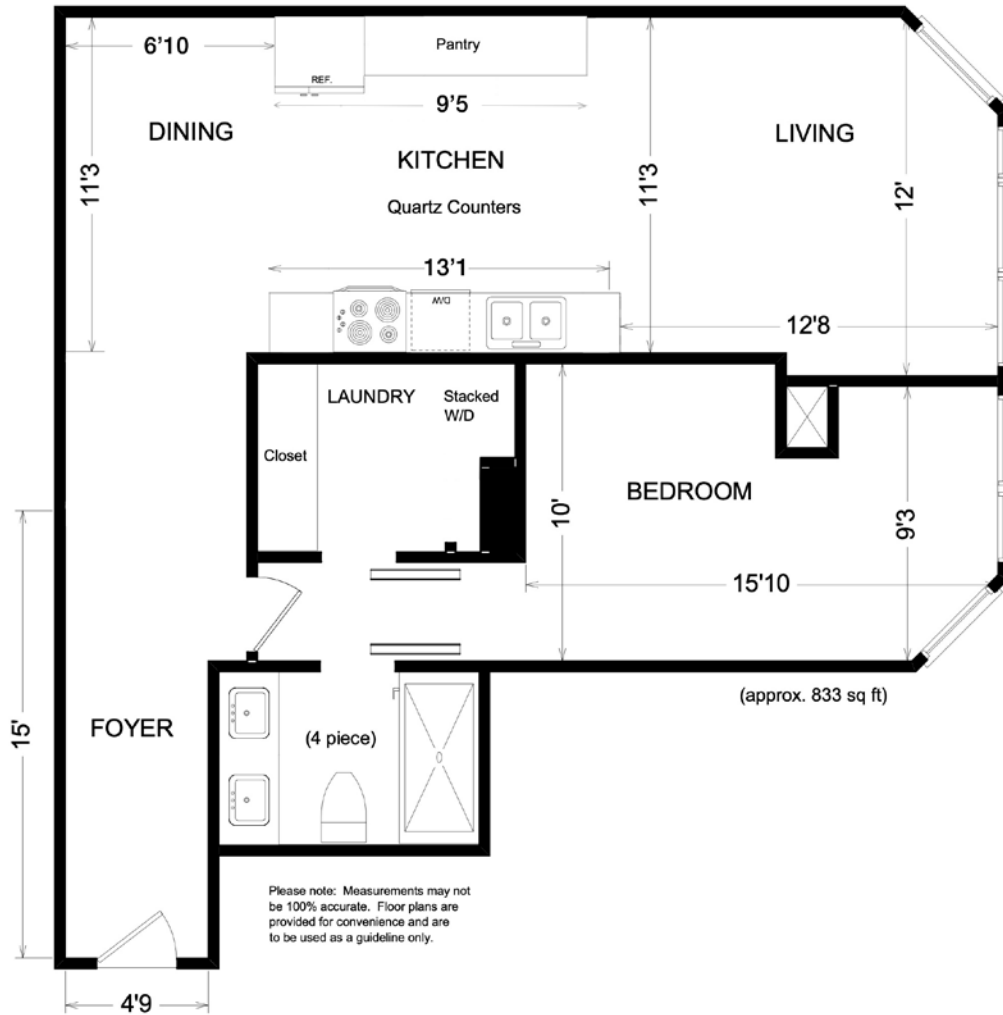 6'10
Pantry
REF.
9'5
DINING
LIVING
KITCHEN
11'3
11'3
12'
Quartz Counters
13'1
W/D
12'8
LAUNDRY
Stacked
W/D
Closet
BEDROOM
10'
9'3
15'10
(approx. 833 sq ft)
FOYER
15'
(4 piece)
Please note: Measurements may not
be 100% accurate. Floor plans are
provided for convenience and are
to be used as a guideline only.
4'9